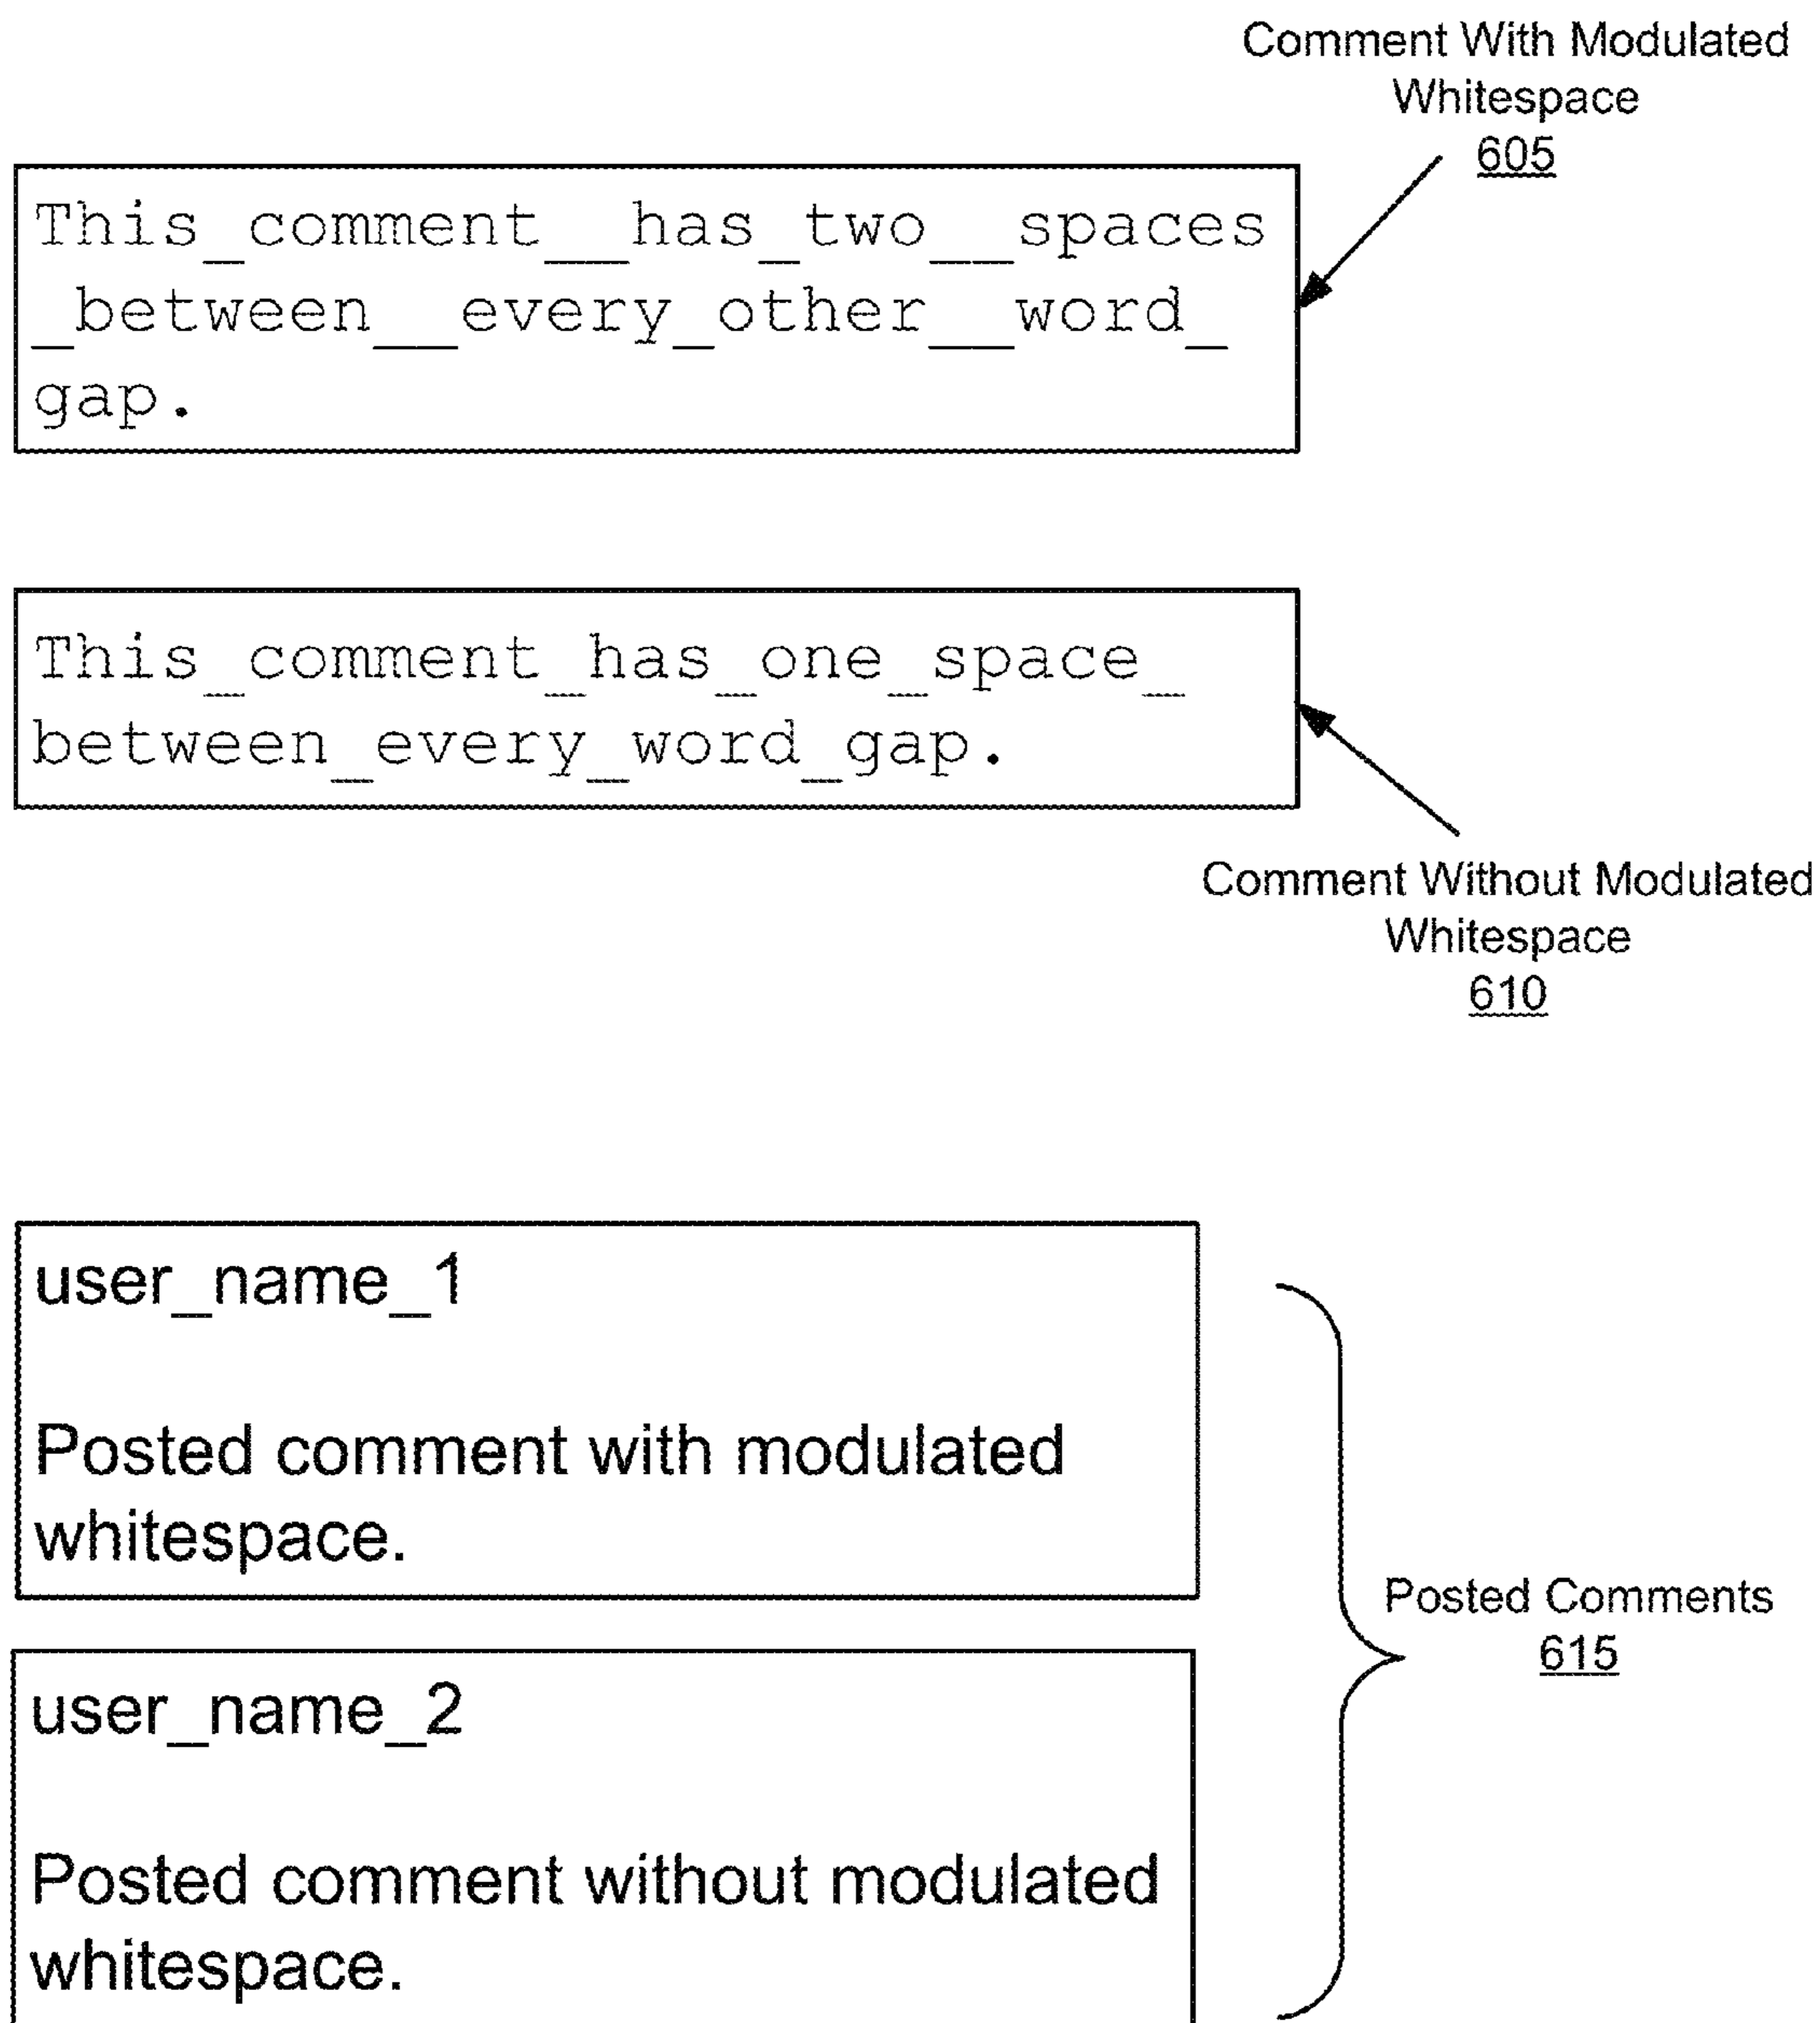 Comment With Modulated
Whitespace
605
This_comment__has_two__spaces
_between__every_other__word_
gap.
This_comment_has_one_space_
between_every_word_gap.
Comment Without Modulated
Whitespace
610
user_name_1
Posted comment with modulated
whitespace.
Posted Comments
615
user_name_2
Posted comment without modulated
whitespace.